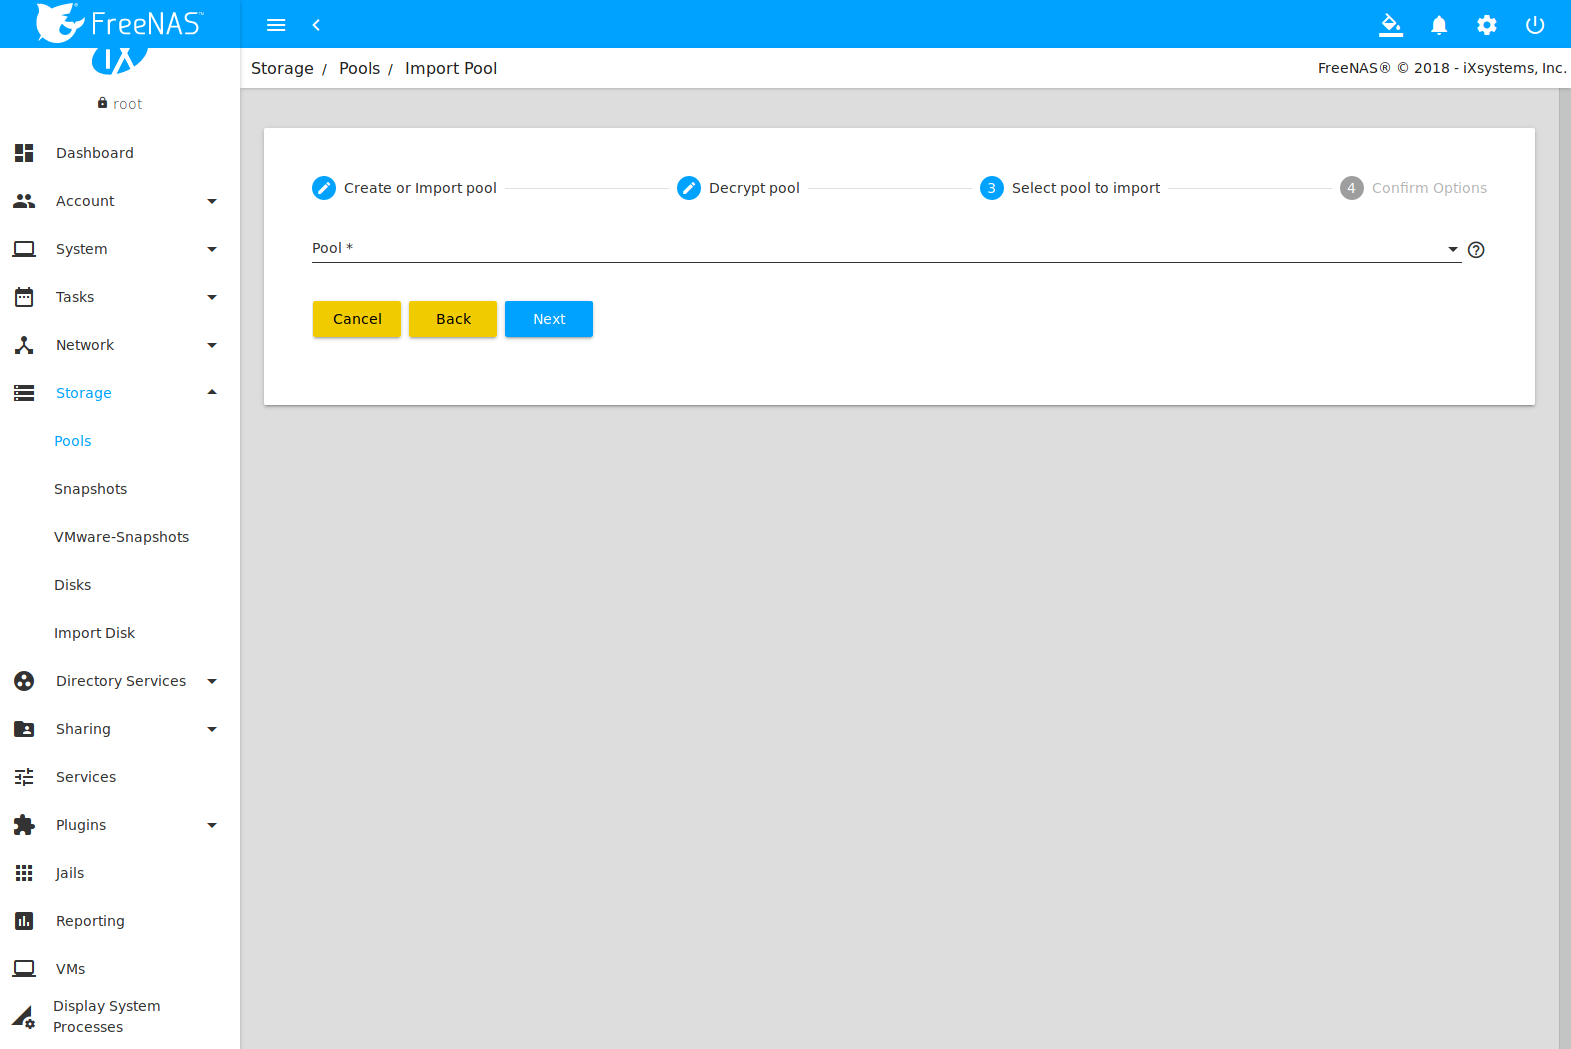 FreeNAS™
iX
root
Dashboard
Account
System
Tasks
Network
Storage
Pools
Snapshots
VMware-Snapshots
Disks
Import Disk
Directory Services
Sharing
Services
Plugins
Jails
Reporting
VMs
Display System
Processes
Storage / Pools / Import Pool
FreeNAS® © 2018 - iXsystems, Inc.
Create or Import pool
Decrypt pool
3 Select pool to import
4 Confirm Options
Pool *
Cancel Back Next